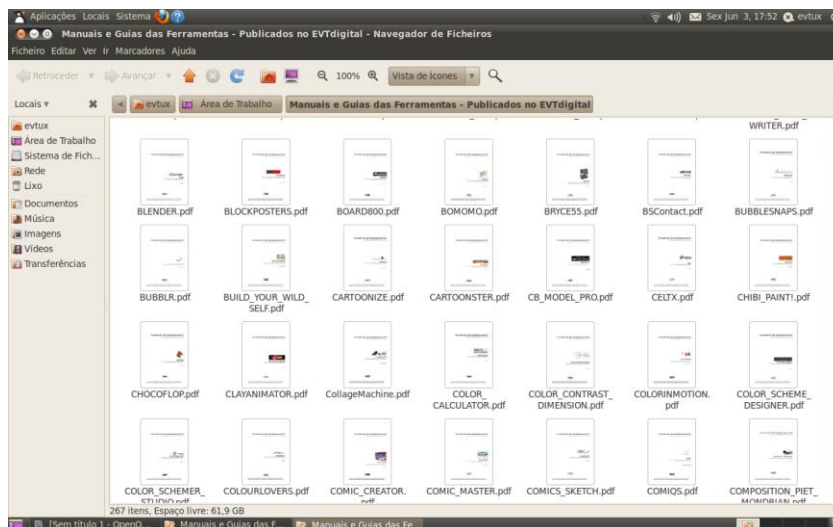 Aplicações Locais Sistema
Sex Jun 3, 17:52 evtux
Manuais e Guias das Ferramentas - Publicados no EVTdigital - Navegador de Ficheiros
Ficheiro Editar Ver Ir Marcadores Ajuda
Retroceder Avançar 100% Vista de ícones
Locais evtux Área de Trabalho Manuais e Guias das Ferramentas - Publicados no EVTdigital
evtux
Área de Trabalho
Sistema de Fich...
Rede
Lixo
Documentos
Música
Imagens
Vídeos
Transferências
WRITER.pdf
BLENDER.pdf BLOCKPOSTERS.pdf BOARD800.pdf BOMOMO.pdf BRYCE55.pdf BSContact.pdf BUBBLESNAPS.pdf
BUBBLR.pdf BUILD_YOUR_WILD_ CARTOONIZE.pdf CARTOONSTER.pdf CB_MODEL_PRO.pdf CELTX.pdf CHIBI_PAINT!.pdf
SELF.pdf
CHOCOFLOP.pdf CLAYANIMATOR.pdf CollageMachine.pdf COLOR_ COLOR_CONTRAST_ COLORINMOTION. COLOR_SCHEME_
CALCULATOR.pdf DIMENSION.pdf pdf DESIGNER.pdf
COLOR_SCHEMER_ COLOURLOVERS.pdf COMIC_CREATOR. COMIC_MASTER.pdf COMICS_SKETCH.pdf COMIQS.pdf COMPOSITION_PIET_
STUDIO.pdf pdf MONDRIAN.pdf
267 itens, Espaço livre: 61,9 GB
[Sem título 1 - OpenO... Manuais e Guias das F... Manuais e Guias das Fe...